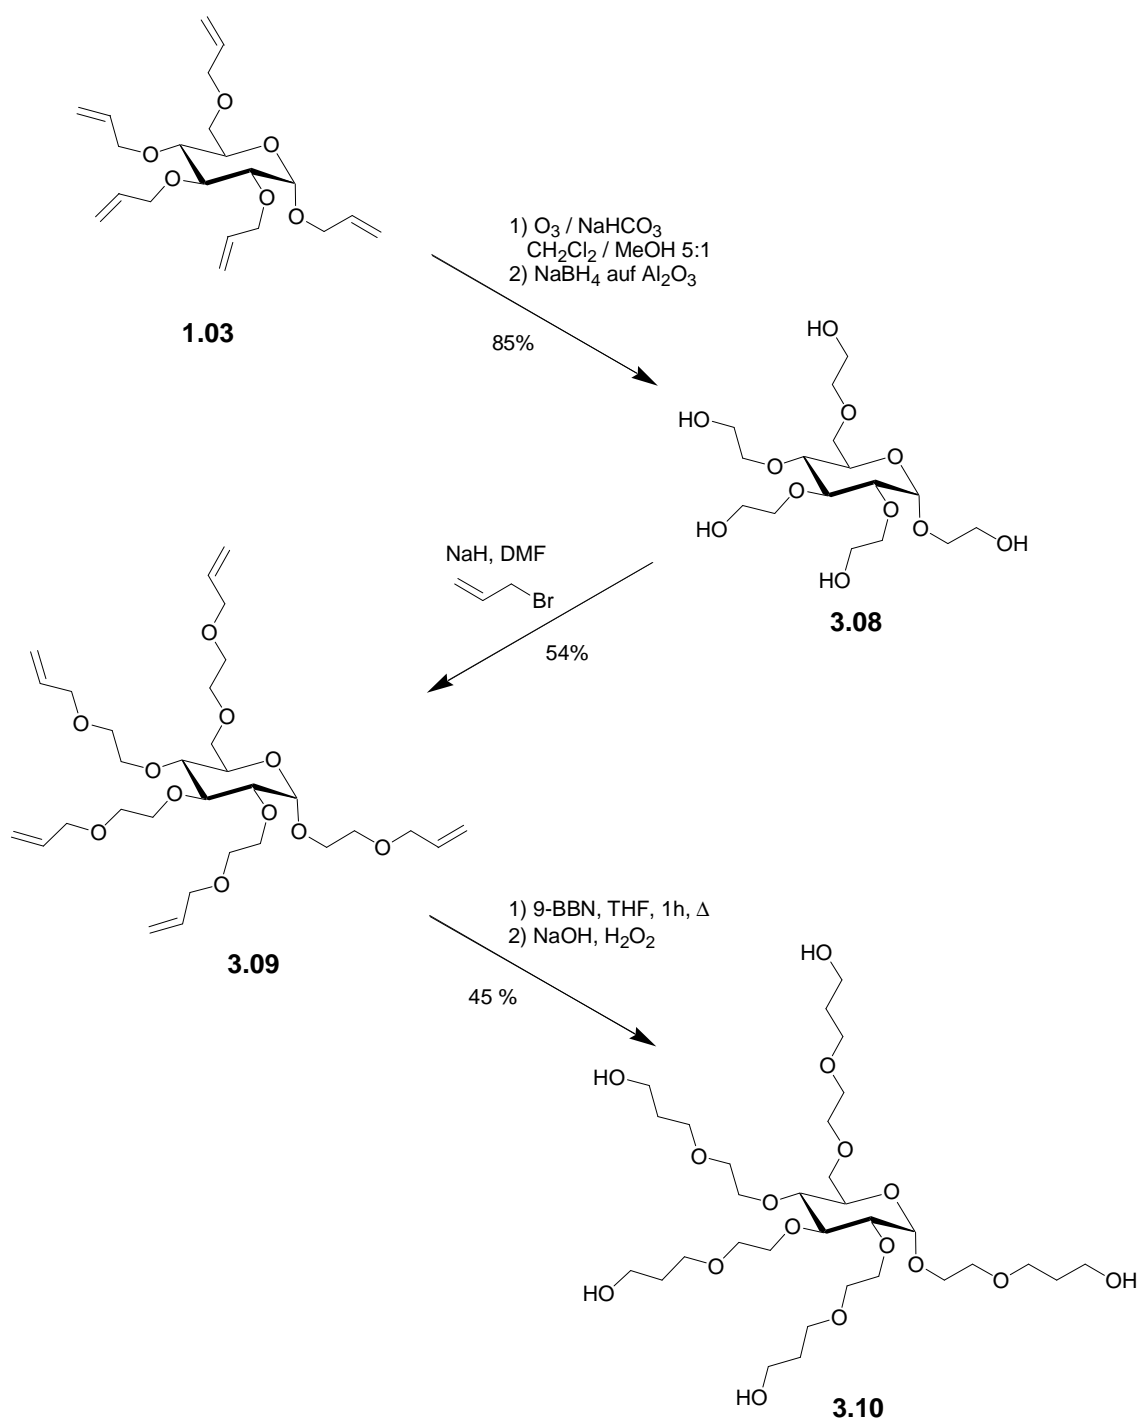 O
O
O
O
O
O
1) O3 / NaHCO3
CH2Cl2 / MeOH 5:1
2) NaBH4 auf Al2O3
1.03
85%
HO
HO
O
O
O
O
HO
O
O
OH
HO
3.08
NaH, DMF
Br
54%
O
O
O
O
O
O
O
O
O
O
O
3.09
1) 9-BBN, THF, 1h, Δ
2) NaOH, H2O2
45 %
HO
O
HO
O
O
O
O
O
O
O
O
O
O
OH
HO
O
HO
3.10